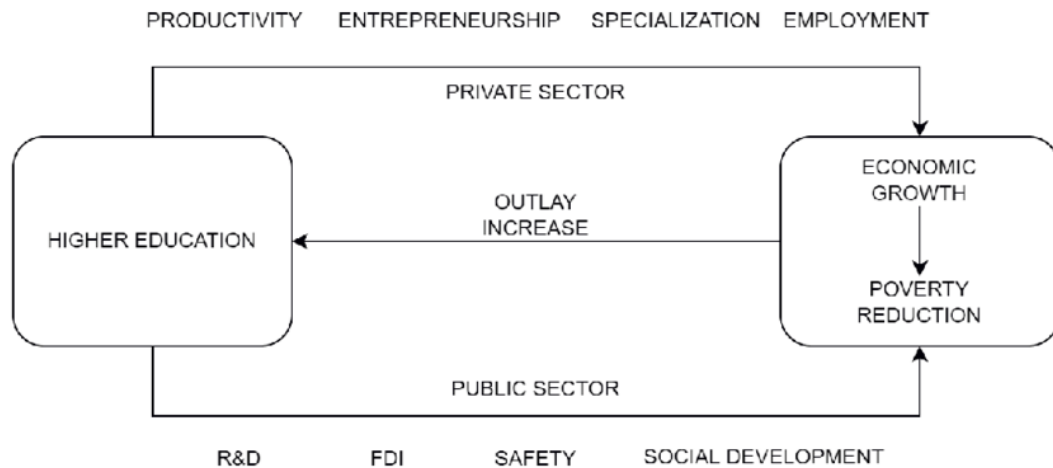 PRODUCTIVITY ENTREPRENEURSHIP SPECIALIZATION EMPLOYMENT
PRIVATE SECTOR
HIGHER EDUCATION
OUTLAY
INCREASE
ECONOMIC
GROWTH
POVERTY
REDUCTION
PUBLIC SECTOR
R&D FDI SAFETY SOCIAL DEVELOPMENT